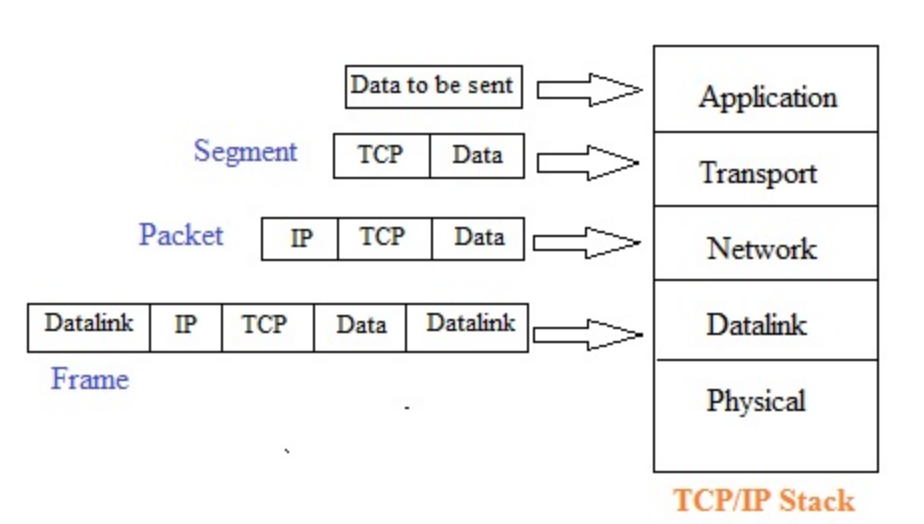 Data to be sent
Application
Segment TCP Data
Transport
Packet IP TCP Data
Network
Datalink IP TCP Data Datalink
Datalink
Frame
Physical
TCP/IP Stack